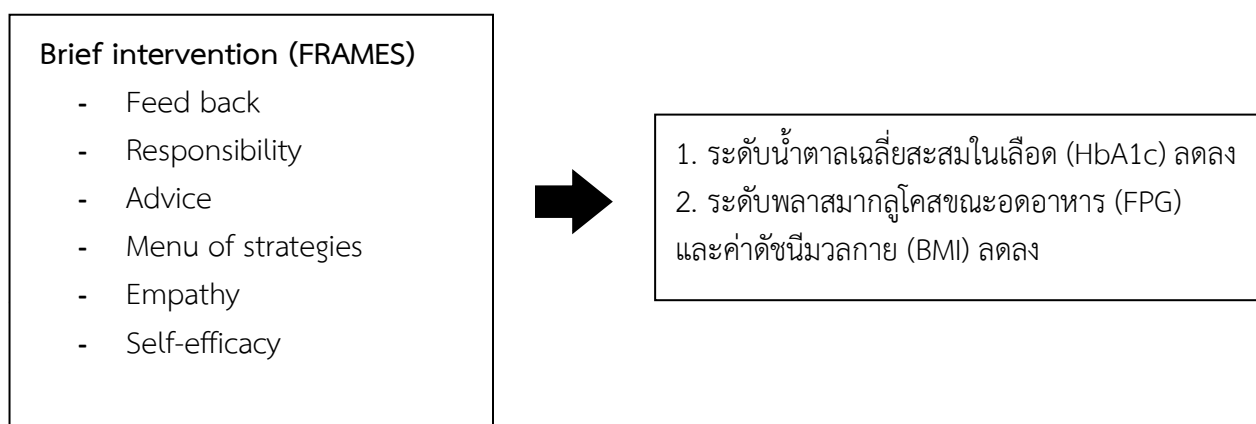 Brief intervention (FRAMES)
- Feed back
- Responsibility
- Advice
- Menu of strategies
- Empathy
- Self-efficacy
1. ระดับน้ำตาลเฉลี่ยสะสมในเลือด (HbA1c) ลดลง
2. ระดับพลาสมากลูโคสขณะอดอาหาร (FPG)
และค่าดัชนีมวลกาย (BMI) ลดลง